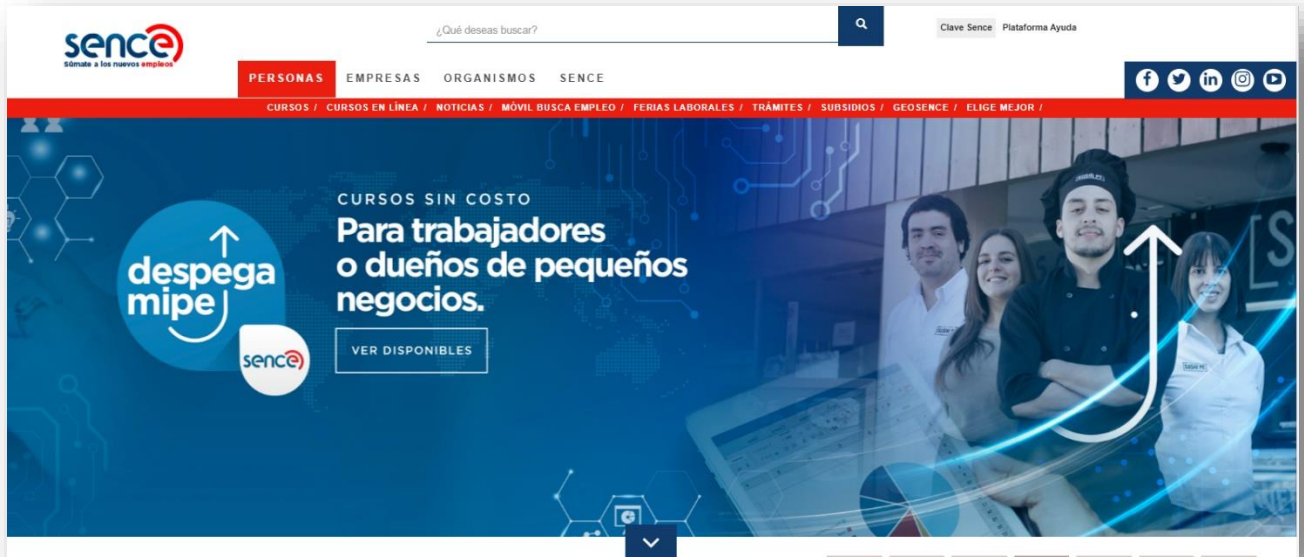 sence
Súmate a los nuevos empleos
¿Qué deseas buscar?
Clave Sence Plataforma Ayuda
PERSONAS EMPRESAS ORGANISMOS SENCE
CURSOS / CURSOS EN LÍNEA / NOTICIAS / MÓVIL BUSCA EMPLEO / FERIAS LABORALES / TRÁMITES / SUBSIDIOS / GEOSENCE / ELIGE MEJOR /
despega
mipe
sence
CURSOS SIN COSTO
Para trabajadores
o dueños de pequeños
negocios.
VER DISPONIBLES